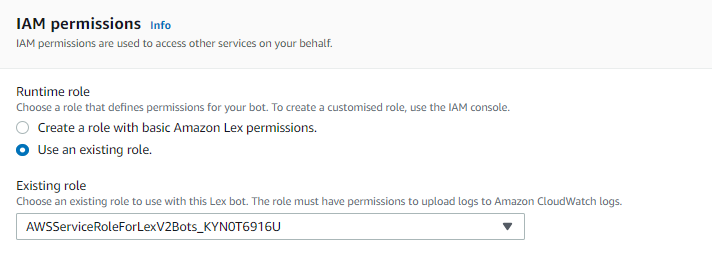 IAM permissions Info
IAM permissions are used to access other services on your behalf.
Runtime role
Choose a role that defines permissions for your bot. To create a customised role, use the IAM console.
Create a role with basic Amazon Lex permissions.
Use an existing role.
Existing role
Choose an existing role to use with this Lex bot. The role must have permissions to upload logs to Amazon CloudWatch logs.
AWSServiceRoleForLexV2Bots_KYN0T6916U